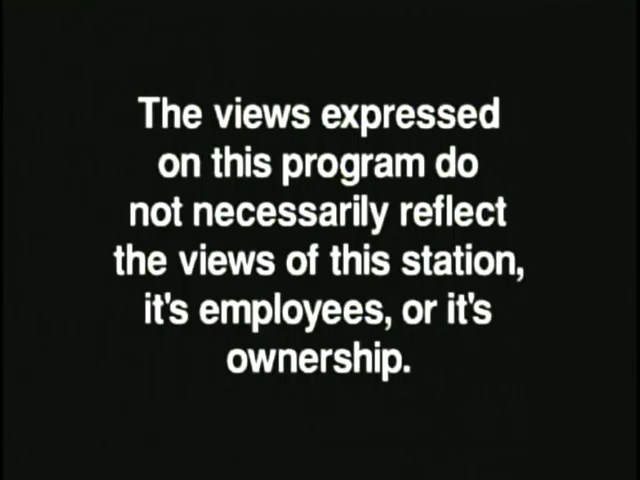 The views expressed
on this program do
not necessarily reflect
the views of this station,
it's employees, or it's
ownership.